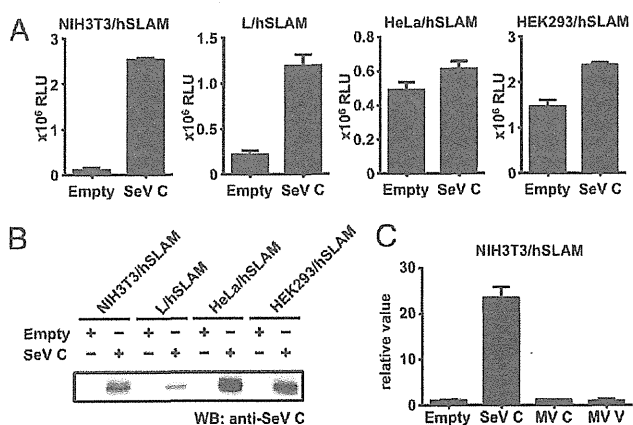 A
NIH3T3/hSLAM
L/hSLAM
HeLa/hSLAM
HEK293/hSLAM
x10⁶ RLU
3
2
1
0
Empty SeV C
x10⁶ RLU
1.5
1.0
0.5
0
Empty SeV C
x10⁶ RLU
0.8
0.6
0.4
0.2
0
Empty SeV C
x10⁶ RLU
3
2
1
0
Empty SeV C
B
NIH3T3/hSLAM
L/hSLAM
HeLa/hSLAM
HEK293/hSLAM
Empty + − + − + − + −
SeV C − + − + − + − +
WB: anti-SeV C
C
NIH3T3/hSLAM
relative value
30
20
10
0
Empty SeV C MV C MV V